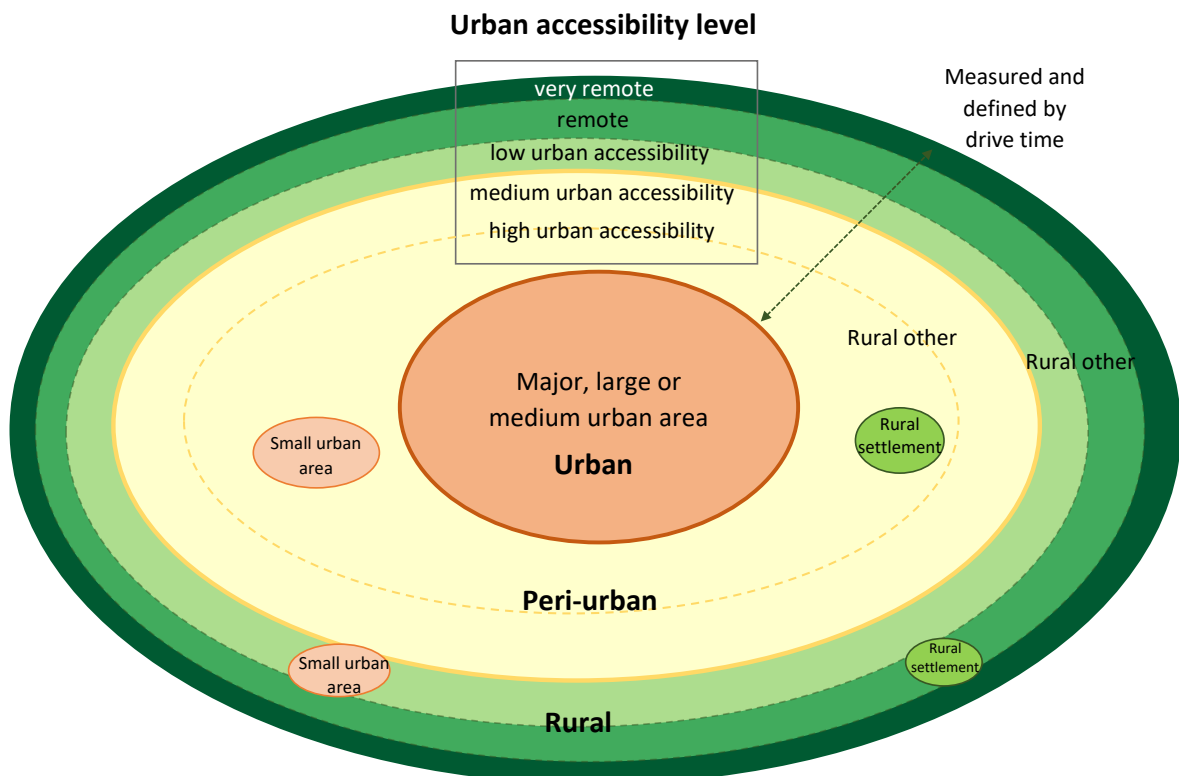 Urban accessibility level
very remote
remote
low urban accessibility
medium urban accessibility
high urban accessibility
Measured and
defined by
drive time
Rural other
Rural other
Major, large or
medium urban area
Urban
Small urban
area
Rural
settlement
Peri-urban
Small urban
area
Rural
settlement
Rural